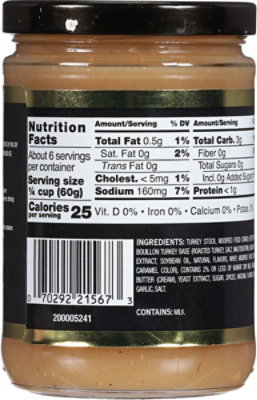 Nutrition
Facts
About 6 servings
per container
Serving size
¼ cup (60g)
Calories 25
per serving
Amount/Serving % DV
Total Fat 0.5g 1%
Sat. Fat 0g 2%
Trans Fat 0g
Cholest. < 5mg 1%
Sodium 160mg 7%
Amount/Serving
Total Carb. 3g
Fiber 0g
Total Sugars 0g
Incl. 0g Added
Protein < 1g
Vit. D 0% • Iron 0% • Calcium 0% •
INGREDIENTS: TURKEY STOCK, MODIFIED FOOD
BOUILLON TURKEY BASE (ROASTED TURKEY
EXTRACT, SOYBEAN OIL, NATURAL FLAVORS,
CARAMEL COLOR), CONTAINS 2% OR LESS OF
BUTTER (CREAM), YEAST EXTRACT, SUGAR, SPICE,
GARLIC, SALT.
CONTAINS: MILK.
0 70292 21567 3
200005241